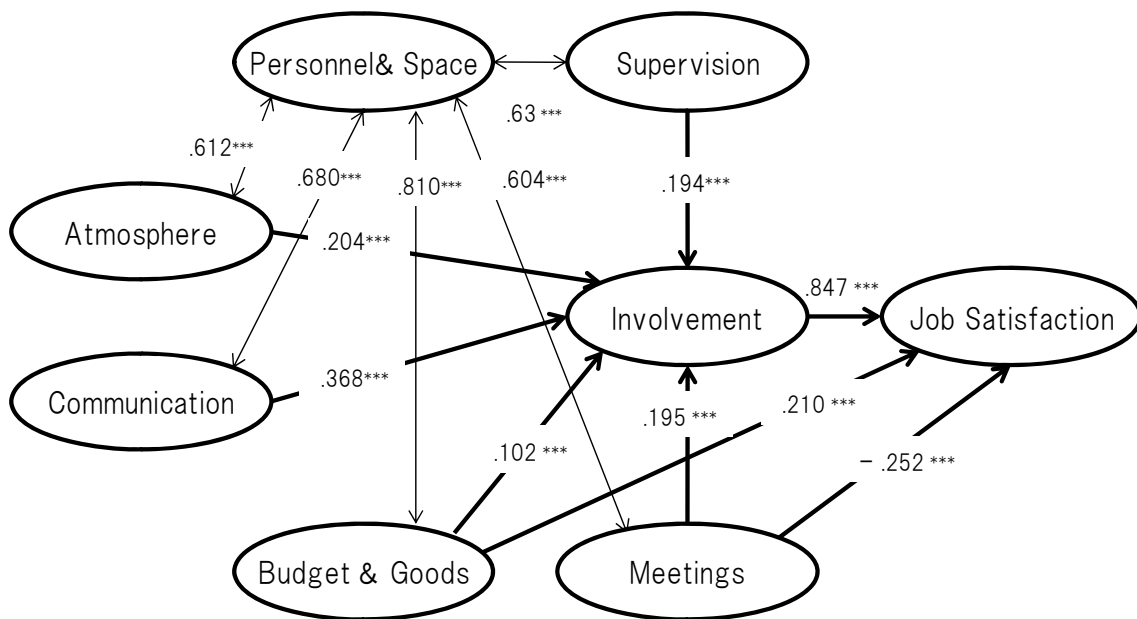 Personnel& Space
Supervision
.63 ***
.612***
.680***
.810***
.604***
.194***
Atmosphere
.204***
.847 ***
Involvement
Job Satisfaction
.368***
Communication
.210 ***
.195 ***
.102 ***
− .252 ***
Budget & Goods
Meetings